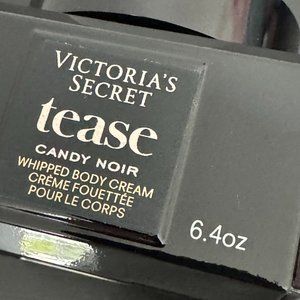 VICTORIA'S
SECRET
tease
CANDY NOIR
WHIPPED BODY CREAM
CRÈME FOUETTÉE
POUR LE CORPS
6.4oz